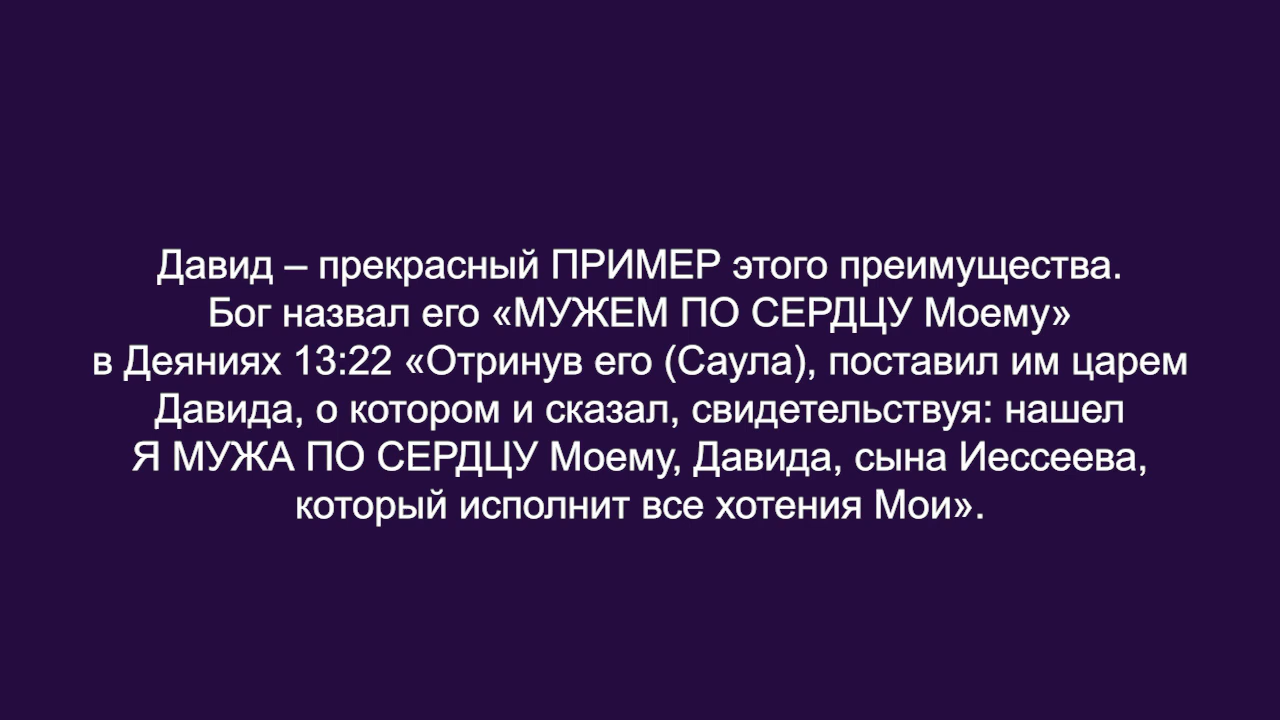 Давид – прекрасный ПРИМЕР этого преимущества.
Бог назвал его «МУЖЕМ ПО СЕРДЦУ Моему»
в Деяниях 13:22 «Отринув его (Саула), поставил им царем
Давида, о котором и сказал, свидетельствуя: нашел
Я МУЖА ПО СЕРДЦУ Моему, Давида, сына Иессеева,
который исполнит все хотения Мои».